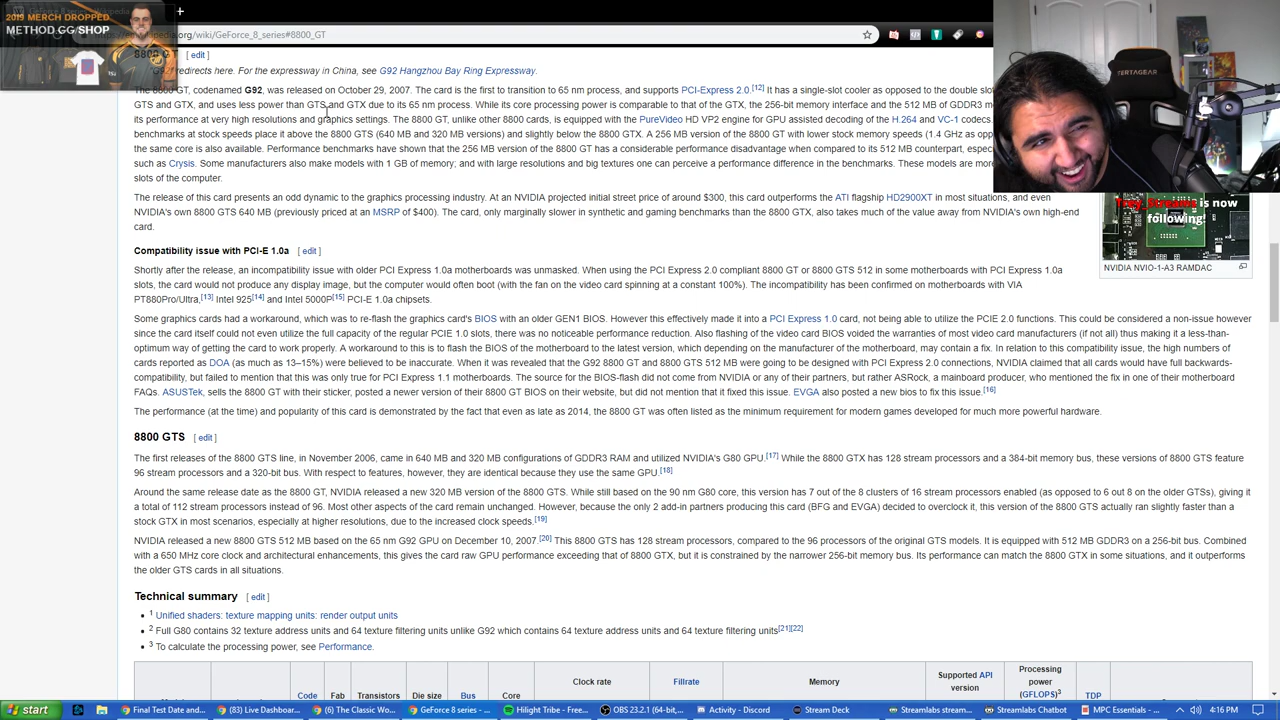 2019 MERCH DROPPED
METHOD.GG/SHOP
/wiki/GeForce_8_series#8800_GT
[ edit ]
redirects here. For the expressway in China, see G92 Hangzhou Bay Ring Expressway.
The 8800 GT, codenamed G92, was released on October 29, 2007. The card is the first to transition to 65 nm process, and supports PCI-Express 2.0.[12] It has a single-slot cooler as opposed to the double slot
GTS and GTX, and uses less power than GTS and GTX due to its 65 nm process. While its core processing power is comparable to that of the GTX, the 256-bit memory interface and the 512 MB of GDDR3 m
its performance at very high resolutions and graphics settings. The 8800 GT, unlike other 8800 cards, is equipped with the PureVideo HD VP2 engine for GPU assisted decoding of the H.264 and VC-1 codecs.
benchmarks at stock speeds place it above the 8800 GTS (640 MB and 320 MB versions) and slightly below the 8800 GTX. A 256 MB version of the 8800 GT with lower stock memory speeds (1.4 GHz as opp
the same core is also available. Performance benchmarks have shown that the 256 MB version of the 8800 GT has a considerable performance disadvantage when compared to its 512 MB counterpart, espec
such as Crysis. Some manufacturers also make models with 1 GB of memory; and with large resolutions and big textures one can perceive a performance difference in the benchmarks. These models are more
slots of the computer.
The release of this card presents an odd dynamic to the graphics processing industry. At an NVIDIA projected initial street price of around $300, this card outperforms the ATI flagship HD2900XT in most situations, and even
NVIDIA's own 8800 GTS 640 MB (previously priced at an MSRP of $400). The card, only marginally slower in synthetic and gaming benchmarks than the 8800 GTX, also takes much of the value away from NVIDIA's own high-end
card.
CERTAGEAR
Trey_Streams is now
following!
NVIDIA NVIO-1-A3 RAMDAC
Compatibility issue with PCI-E 1.0a [ edit ]
Shortly after the release, an incompatibility issue with older PCI Express 1.0a motherboards was unmasked. When using the PCI Express 2.0 compliant 8800 GT or 8800 GTS 512 in some motherboards with PCI Express 1.0a
slots, the card would not produce any display image, but the computer would often boot (with the fan on the video card spinning at a constant 100%). The incompatibility has been confirmed on motherboards with VIA
PT880Pro/Ultra,[13] Intel 925[14] and Intel 5000P[15] PCI-E 1.0a chipsets.
Some graphics cards had a workaround, which was to re-flash the graphics card's BIOS with an older GEN1 BIOS. However this effectively made it into a PCI Express 1.0 card, not being able to utilize the PCIE 2.0 functions. This could be considered a non-issue however
since the card itself could not even utilize the full capacity of the regular PCIE 1.0 slots, there was no noticeable performance reduction. Also flashing of the video card BIOS voided the warranties of most video card manufacturers (if not all) thus making it a less-than-
optimum way of getting the card to work properly. A workaround to this is to flash the BIOS of the motherboard to the latest version, which depending on the manufacturer of the motherboard, may contain a fix. In relation to this compatibility issue, the high numbers of
cards reported as DOA (as much as 13–15%) were believed to be inaccurate. When it was revealed that the G92 8800 GT and 8800 GTS 512 MB were going to be designed with PCI Express 2.0 connections, NVIDIA claimed that all cards would have full backwards-
compatibility, but failed to mention that this was only true for PCI Express 1.1 motherboards. The source for the BIOS-flash did not come from NVIDIA or any of their partners, but rather ASRock, a mainboard producer, who mentioned the fix in one of their motherboard
FAQs. ASUSTek, sells the 8800 GT with their sticker, posted a newer version of their 8800 GT BIOS on their website, but did not mention that it fixed this issue. EVGA also posted a new bios to fix this issue.[16]
The performance (at the time) and popularity of this card is demonstrated by the fact that even as late as 2014, the 8800 GT was often listed as the minimum requirement for modern games developed for much more powerful hardware.
8800 GTS [ edit ]
The first releases of the 8800 GTS line, in November 2006, came in 640 MB and 320 MB configurations of GDDR3 RAM and utilized NVIDIA's G80 GPU.[17] While the 8800 GTX has 128 stream processors and a 384-bit memory bus, these versions of 8800 GTS feature
96 stream processors and a 320-bit bus. With respect to features, however, they are identical because they use the same GPU.[18]
Around the same release date as the 8800 GT, NVIDIA released a new 320 MB version of the 8800 GTS. While still based on the 90 nm G80 core, this version has 7 out of the 8 clusters of 16 stream processors enabled (as opposed to 6 out 8 on the older GTSs), giving it
a total of 112 stream processors instead of 96. Most other aspects of the card remain unchanged. However, because the only 2 add-in partners producing this card (BFG and EVGA) decided to overclock it, this version of the 8800 GTS actually ran slightly faster than a
stock GTX in most scenarios, especially at higher resolutions, due to the increased clock speeds.[19]
NVIDIA released a new 8800 GTS 512 MB based on the 65 nm G92 GPU on December 10, 2007.[20] This 8800 GTS has 128 stream processors, compared to the 96 processors of the original GTS models. It is equipped with 512 MB GDDR3 on a 256-bit bus. Combined
with a 650 MHz core clock and architectural enhancements, this gives the card raw GPU performance exceeding that of 8800 GTX, but it is constrained by the narrower 256-bit memory bus. Its performance can match the 8800 GTX in some situations, and it outperforms
the older GTS cards in all situations.
Technical summary [ edit ]
• 1 Unified shaders: texture mapping units: render output units
• 2 Full G80 contains 32 texture address units and 64 texture filtering units unlike G92 which contains 64 texture address units and 64 texture filtering units[21][22]
• 3 To calculate the processing power, see Performance.
Code Fab Transistors Die size Bus Core Clock rate Fillrate Memory Supported API version Processing power (GFLOPS)3 TDP
start Final Test Date and... (83) Live Dashboar... (6) The Classic Wo... GeForce 8 series -... Hilight Tribe - Free... OBS 23.2.1 (64-bit,... Activity - Discord Stream Deck Streamlabs stream... Streamlabs Chatbot MPC Essentials - ... 4:16 PM